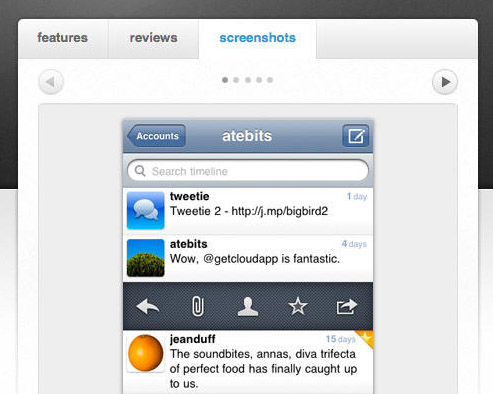 features reviews screenshots
Accounts atebits
Search timeline
tweetie 1 day
Tweetie 2 - http://j.mp/bigbird2
atebits 4 days
Wow, @getcloudapp is fantastic.
jeanduff 15 days
The soundbites, annas, diva trifecta
of perfect food has finally caught up
to us.